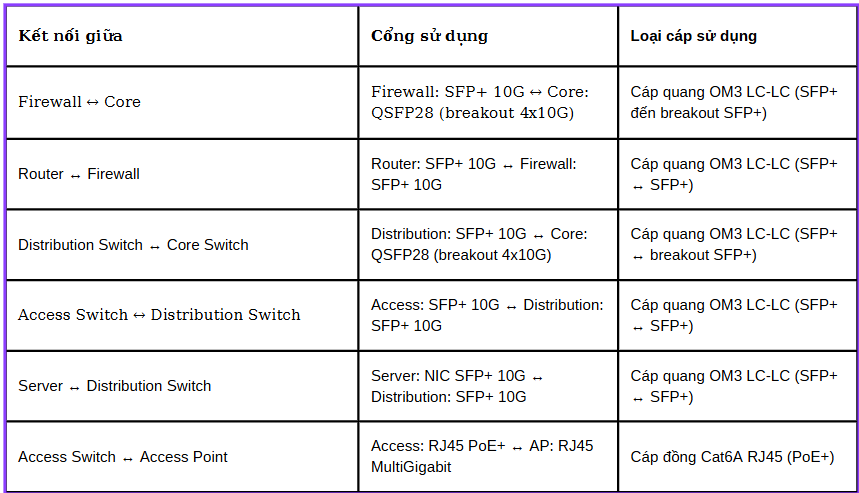 Kết nối giữa
Cổng sử dụng
Loại cáp sử dụng
Firewall ↔ Core
Firewall: SFP+ 10G ↔ Core:
QSFP28 (breakout 4x10G)
Cáp quang OM3 LC-LC (SFP+
đến breakout SFP+)
Router ↔ Firewall
Router: SFP+ 10G ↔ Firewall:
SFP+ 10G
Cáp quang OM3 LC-LC (SFP+
↔ SFP+)
Distribution Switch ↔ Core Switch
Distribution: SFP+ 10G ↔ Core:
QSFP28 (breakout 4x10G)
Cáp quang OM3 LC-LC (SFP+
↔ breakout SFP+)
Access Switch ↔ Distribution Switch
Access: SFP+ 10G ↔ Distribution:
SFP+ 10G
Cáp quang OM3 LC-LC (SFP+
↔ SFP+)
Server ↔ Distribution Switch
Server: NIC SFP+ 10G ↔
Distribution: SFP+ 10G
Cáp quang OM3 LC-LC (SFP+
↔ SFP+)
Access Switch ↔ Access Point
Access: RJ45 PoE+ ↔ AP: RJ45
MultiGigabit
Cáp đồng Cat6A RJ45 (PoE+)